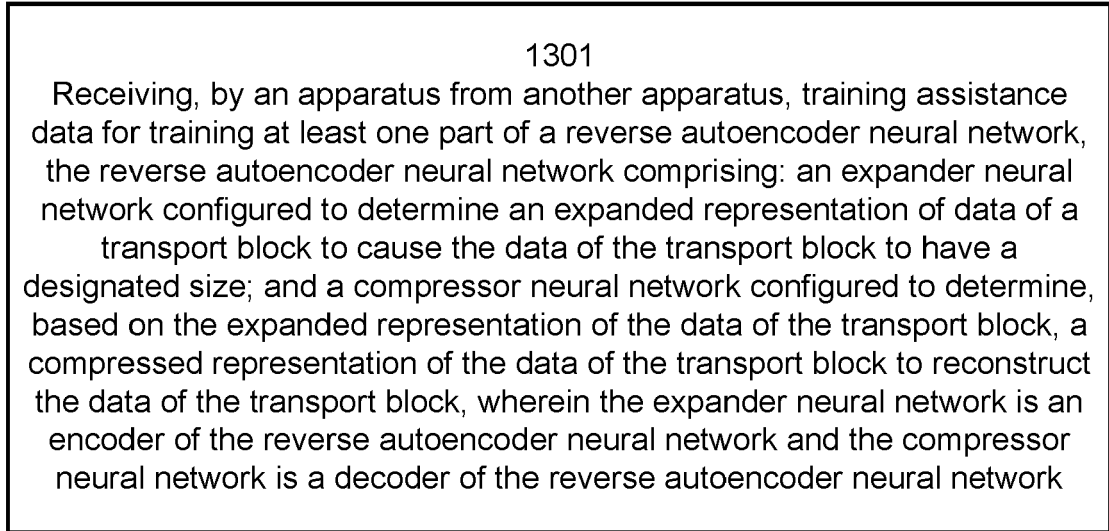 1301
Receiving, by an apparatus from another apparatus, training assistance
data for training at least one part of a reverse autoencoder neural network,
the reverse autoencoder neural network comprising: an expander neural
network configured to determine an expanded representation of data of a
transport block to cause the data of the transport block to have a
designated size; and a compressor neural network configured to determine,
based on the expanded representation of the data of the transport block, a
compressed representation of the data of the transport block to reconstruct
the data of the transport block, wherein the expander neural network is an
encoder of the reverse autoencoder neural network and the compressor
neural network is a decoder of the reverse autoencoder neural network